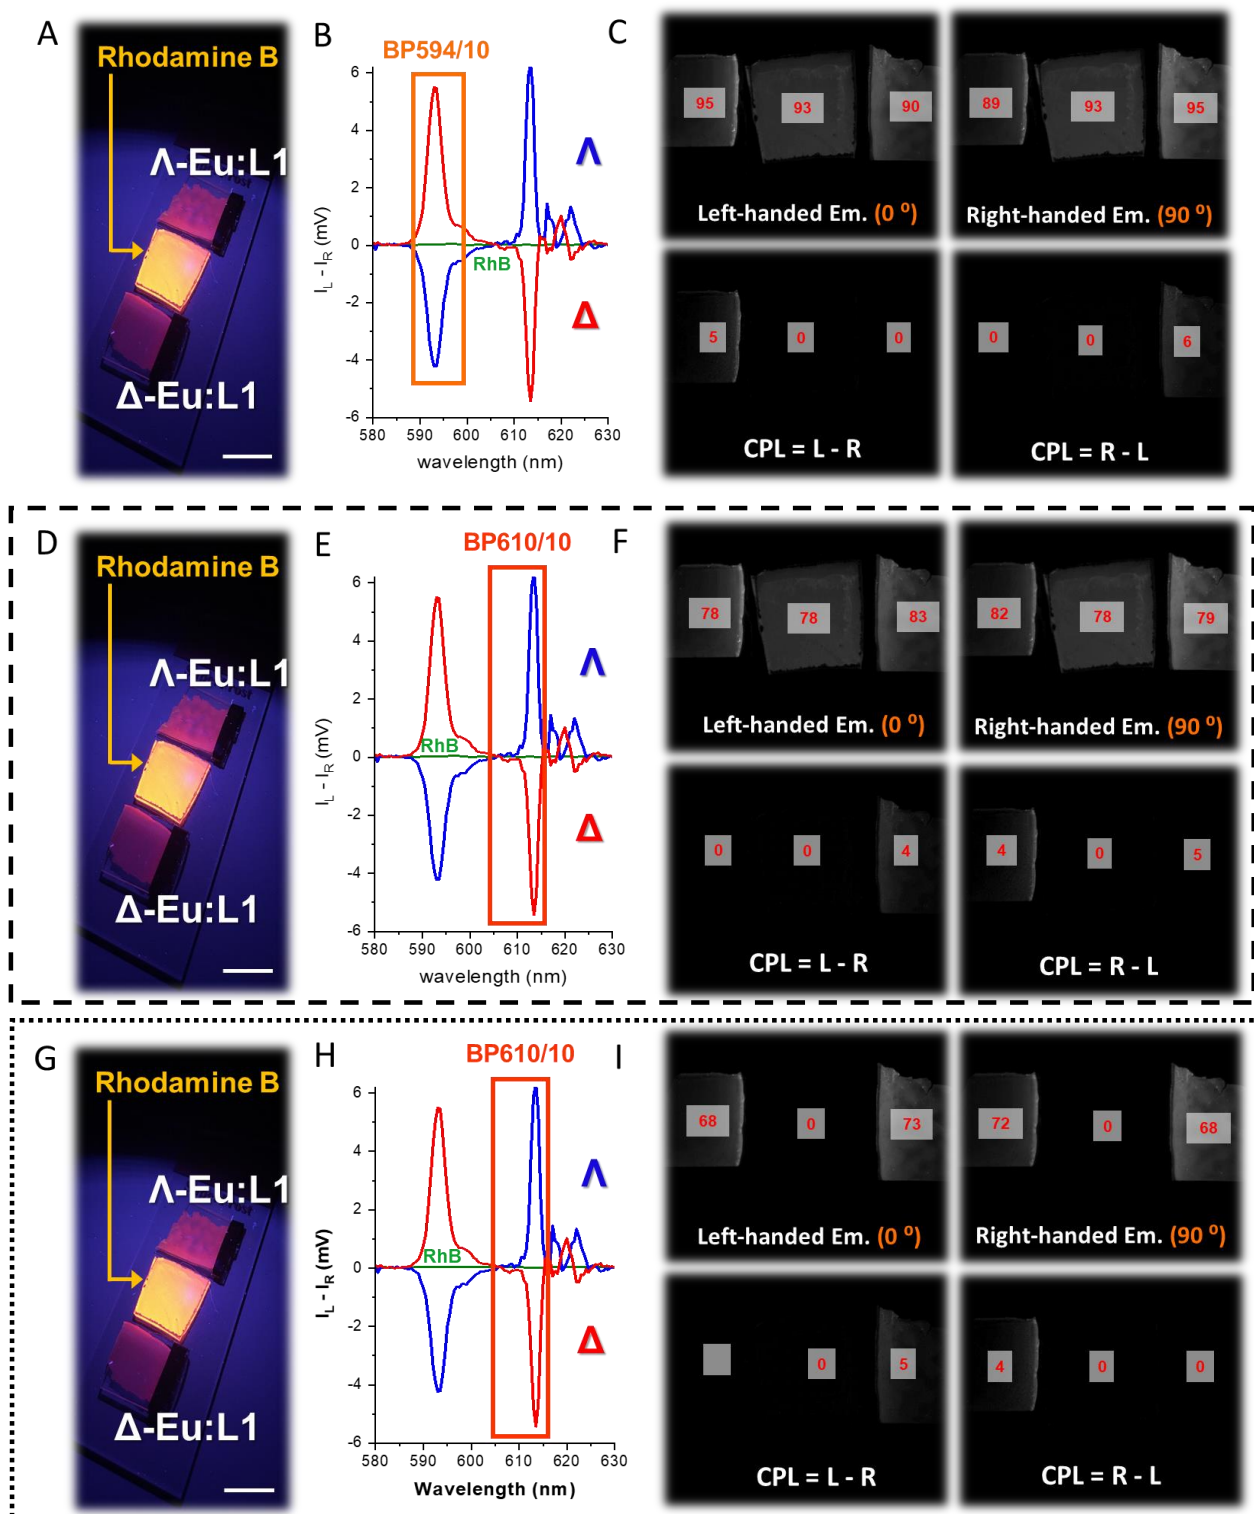 A
Rhodamine B
Λ-Eu:L1
Δ-Eu:L1
B
BP594/10
I_L - I_R (mV)
6
4
2
0
-2
-4
-6
580 590 600 610 620 630
wavelength (nm)
RhB
Λ
Δ
C
95 93 90
Left-handed Em. (0 º)
89 93 95
Right-handed Em. (90 º)
5 0 0
CPL = L - R
0 0 6
CPL = R - L
D
Rhodamine B
Λ-Eu:L1
Δ-Eu:L1
E
BP610/10
I_L - I_R (mV)
6
4
2
0
-2
-4
-6
580 590 600 610 620 630
wavelength (nm)
RhB
Λ
Δ
F
78 78 83
Left-handed Em. (0 º)
82 78 79
Right-handed Em. (90 º)
0 0 4
CPL = L - R
4 0 5
CPL = R - L
G
Rhodamine B
Λ-Eu:L1
Δ-Eu:L1
H
BP610/10
I_L - I_R (mV)
6
4
2
0
-2
-4
-6
580 590 600 610 620 630
Wavelength (nm)
RhB
Λ
Δ
I
68 0 73
Left-handed Em. (0 º)
72 0 68
Right-handed Em. (90 º)
0 5
CPL = L - R
4 0 0
CPL = R - L